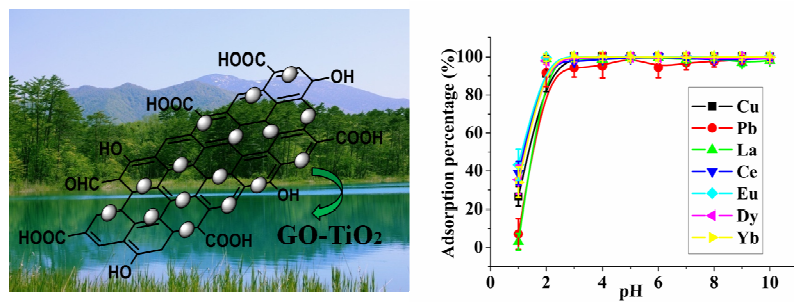 HOOC
OH
HOOC
HO
COOH
OHC
OH
GO-TiO2
HOOC
COOH
HO
Adsorption percentage (%)
100
80
60
40
20
0
Cu
Pb
La
Ce
Eu
Dy
Yb
0 2 4 6 8 10
pH